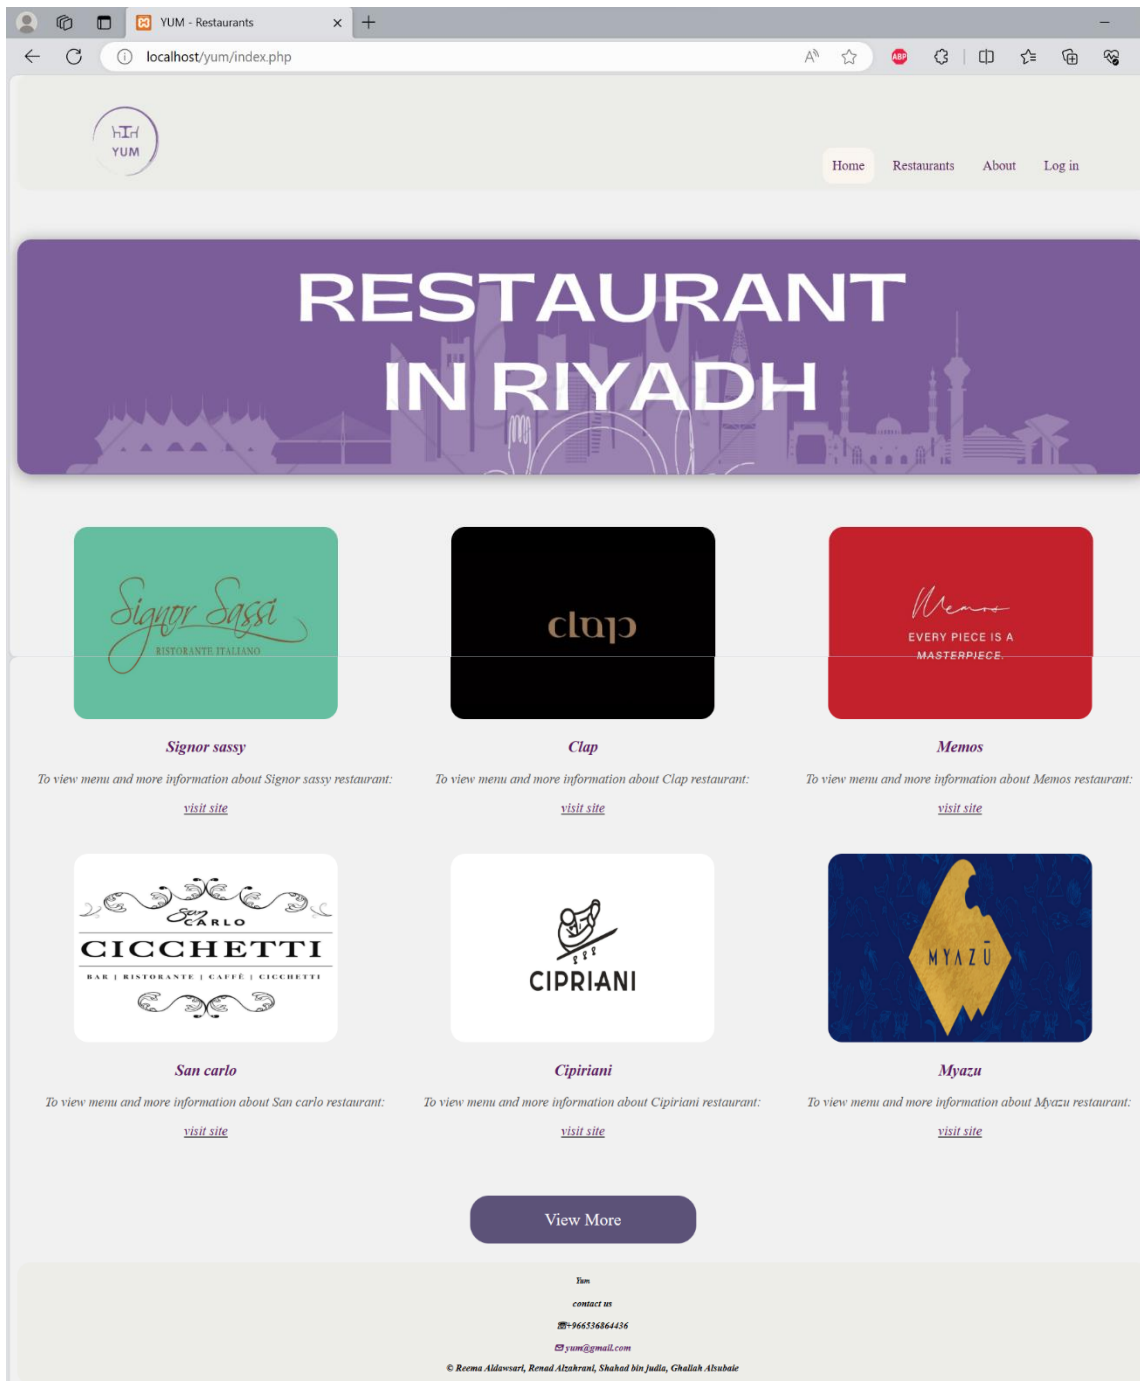 YUM - Restaurants
localhost/yum/index.php
YUM
Home Restaurants About Log in
RESTAURANT
IN RIYADH
Signor Sassi
RISTORANTE ITALIANO
clap
Memos
EVERY PIECE IS A
MASTERPIECE.
Signor sassy
Clap
Memos
To view menu and more information about Signor sassy restaurant:
To view menu and more information about Clap restaurant:
To view menu and more information about Memos restaurant:
visit site
visit site
visit site
San CARLO
CICCHETTI
BAR | RISTORANTE | CAFFÈ | CICCHETTI
CIPRIANI
MYAZŪ
San carlo
Cipiriani
Myazu
To view menu and more information about San carlo restaurant:
To view menu and more information about Cipiriani restaurant:
To view menu and more information about Myazu restaurant:
visit site
visit site
visit site
View More
Yum
contact us
☏+966536864436
✉ yum@gmail.com
© Reema Aldawsari, Renad Alzahrani, Shahad bin judia, Ghaliah Alsubaie